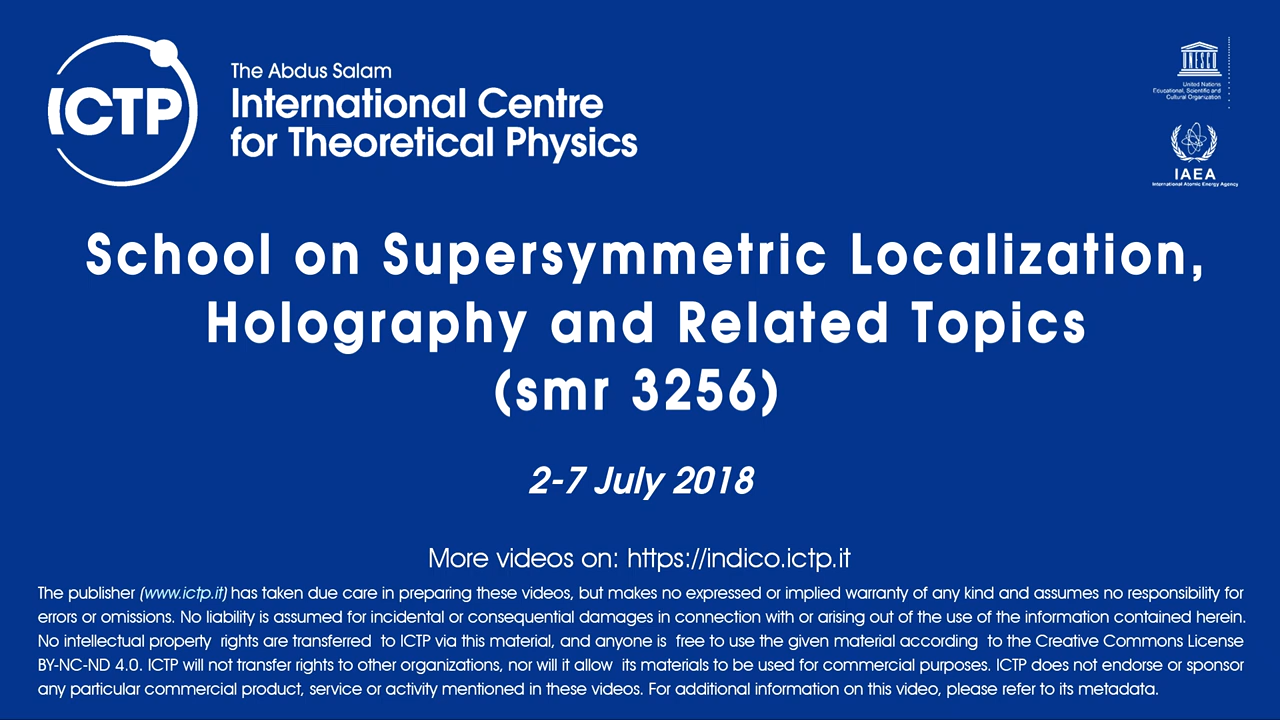 ICTP
The Abdus Salam
International Centre
for Theoretical Physics
UNESCO
United Nations
Educational, Scientific and
Cultural Organization
IAEA
International Atomic Energy Agency
School on Supersymmetric Localization,
Holography and Related Topics
(smr 3256)
2-7 July 2018
More videos on: https://indico.ictp.it
The publisher (www.ictp.it) has taken due care in preparing these videos, but makes no expressed or implied warranty of any kind and assumes no responsibility for
errors or omissions. No liability is assumed for incidental or consequential damages in connection with or arising out of the use of the information contained herein.
No intellectual property rights are transferred to ICTP via this material, and anyone is free to use the given material according to the Creative Commons License
BY-NC-ND 4.0. ICTP will not transfer rights to other organizations, nor will it allow its materials to be used for commercial purposes. ICTP does not endorse or sponsor
any particular commercial product, service or activity mentioned in these videos. For additional information on this video, please refer to its metadata.